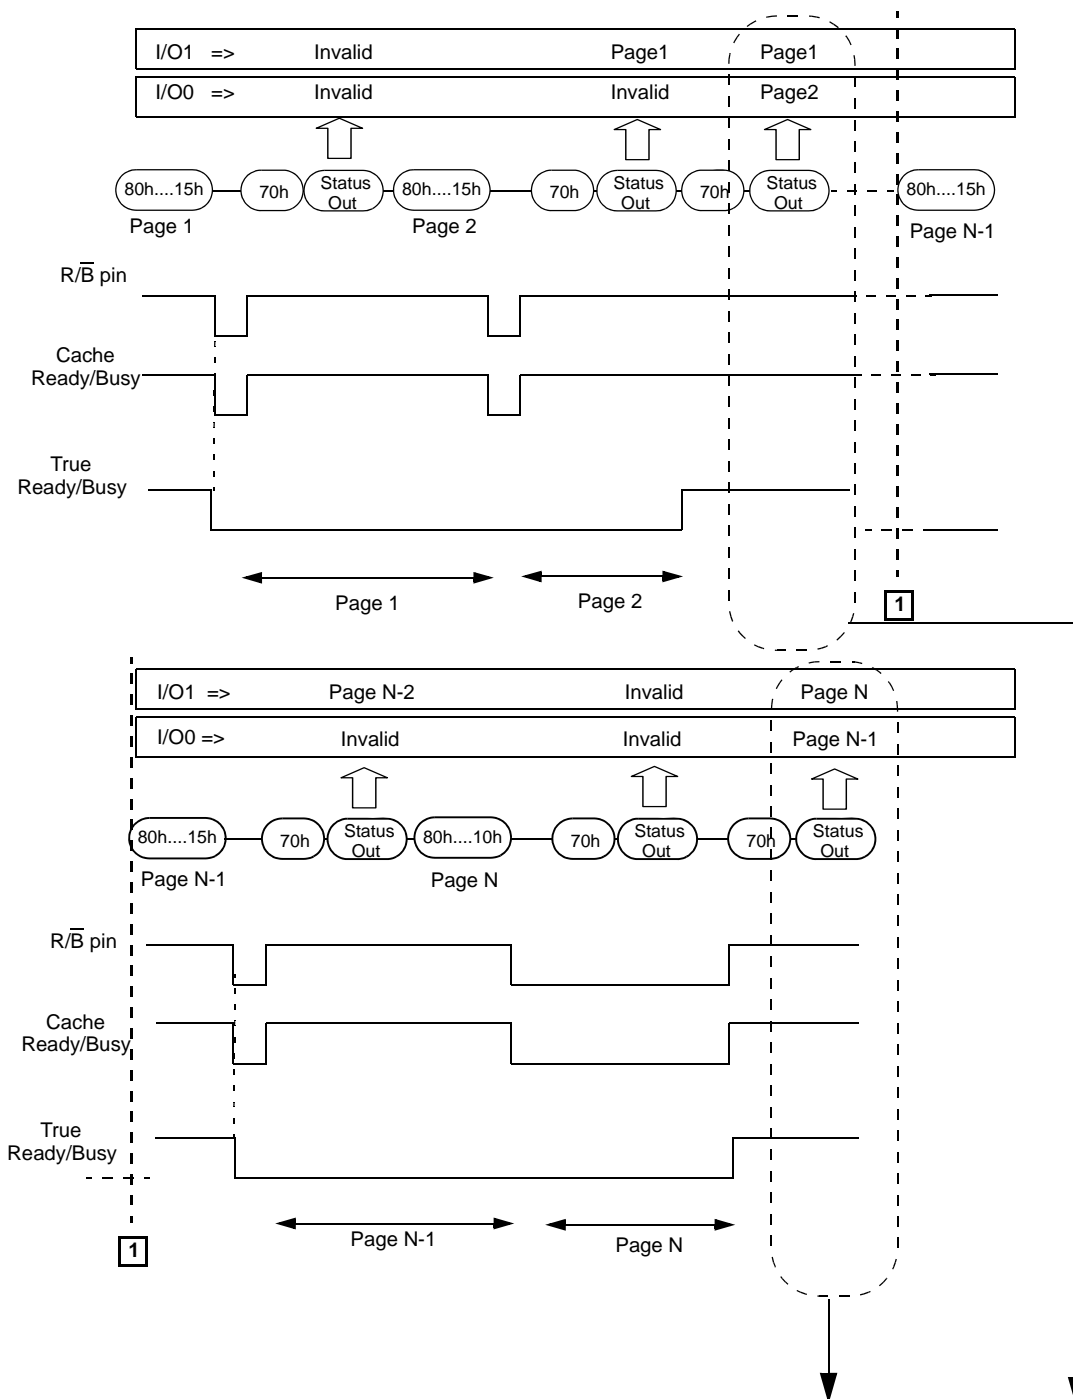 I/O1 => Invalid Page1 Page1
I/O0 => Invalid Invalid Page2
80h....15h 70h Status Out 80h....15h 70h Status Out 70h Status Out 80h....15h
Page 1 Page 2 Page N-1
R/B̅ pin
Cache
Ready/Busy
True
Ready/Busy
Page 1 Page 2
1
I/O1 => Page N-2 Invalid Page N
I/O0 => Invalid Invalid Page N-1
80h....15h 70h Status Out 80h....10h 70h Status Out 70h Status Out
Page N-1 Page N
R/B̅ pin
Cache
Ready/Busy
True
Ready/Busy
Page N-1 Page N
1